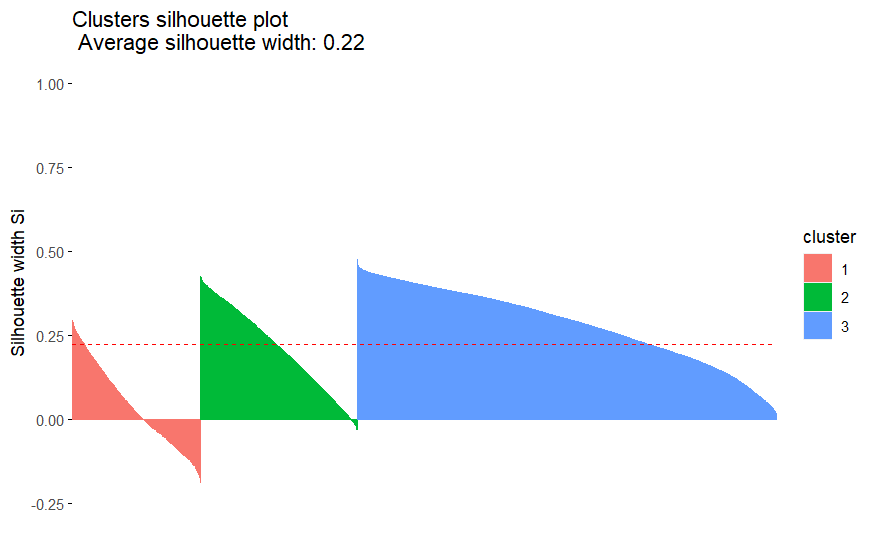 Clusters silhouette plot
Average silhouette width: 0.22
1.00
0.75
0.50
0.25
0.00
-0.25
Silhouette width Si
cluster
1
2
3